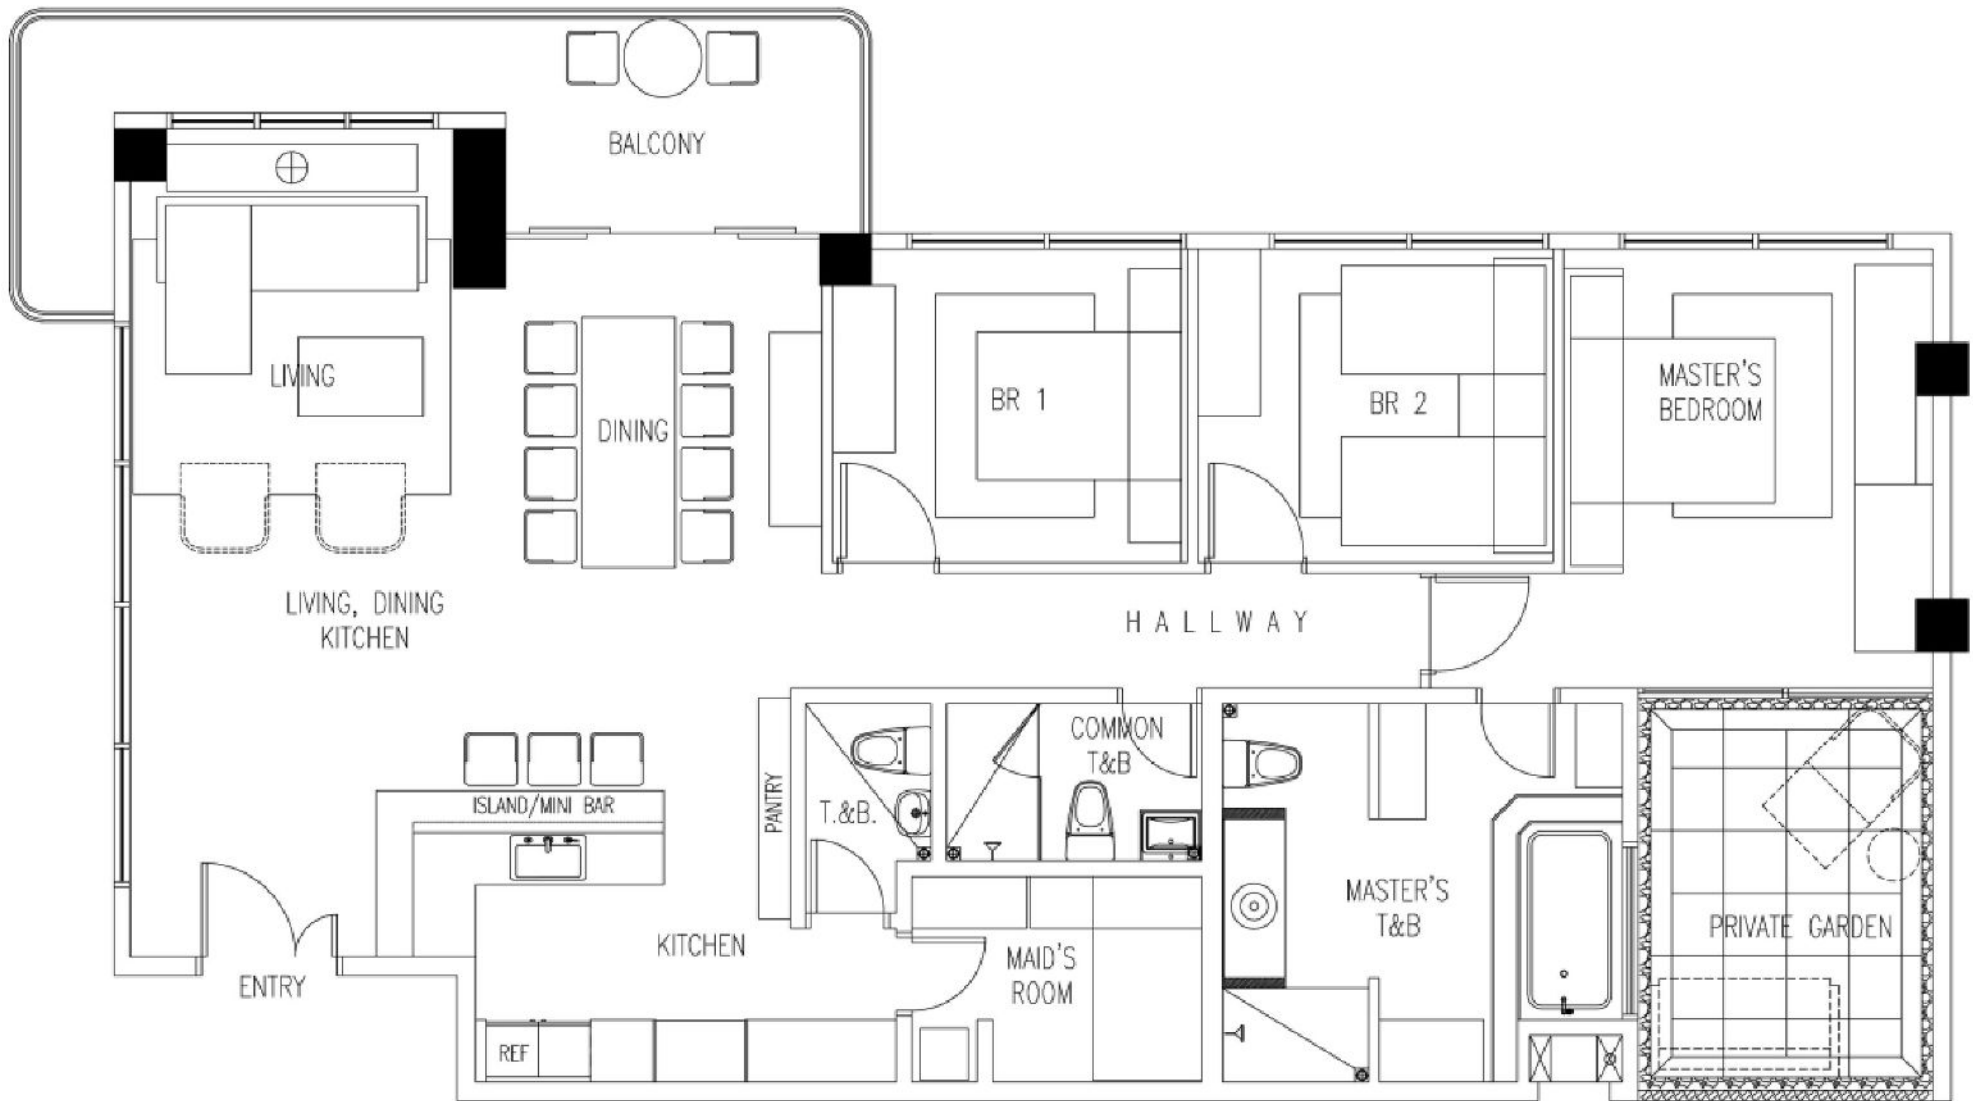 BALCONY
LIVING
DINING
BR 1
BR 2
MASTER'S
BEDROOM
LIVING, DINING
KITCHEN
HALLWAY
COMMON
T&B
PANTRY
T.&B.
ISLAND/MINI BAR
MASTER'S
T&B
PRIVATE GARDEN
KITCHEN
MAID'S
ROOM
ENTRY
REF